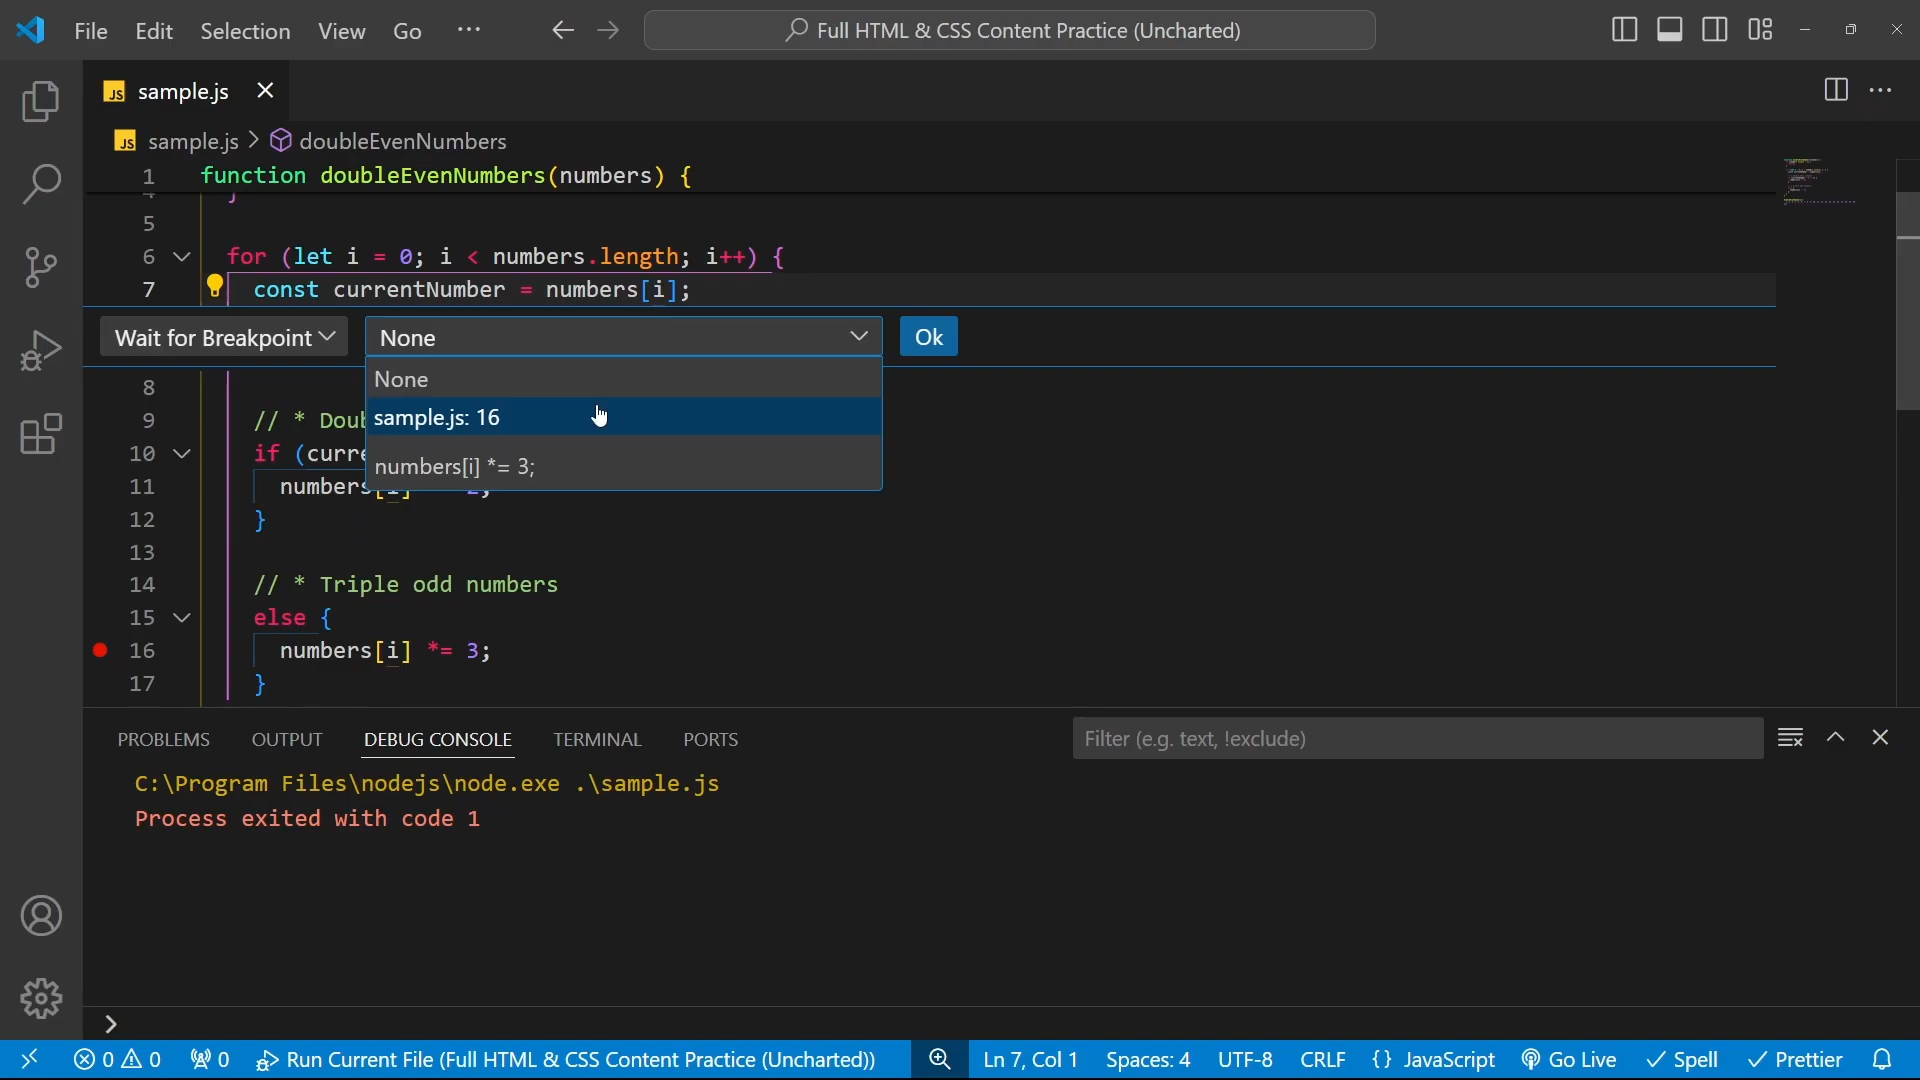 File Edit Selection View Go ··· Full HTML & CSS Content Practice (Uncharted)
JS sample.js
JS sample.js > doubleEvenNumbers
1 function doubleEvenNumbers(numbers) {
5
6 for (let i = 0; i < numbers.length; i++) {
7 const currentNumber = numbers[i];
Wait for Breakpoint None Ok
None
8
9 // * Doub
sample.js: 16
10 if (curre
numbers[i] *= 3;
11 numbers
12 }
13
14 // * Triple odd numbers
15 else {
16 numbers[i] *= 3;
17 }
PROBLEMS OUTPUT DEBUG CONSOLE TERMINAL PORTS Filter (e.g. text, !exclude)
C:\Program Files\nodejs\node.exe .\sample.js
Process exited with code 1
>
0 0 0 Run Current File (Full HTML & CSS Content Practice (Uncharted)) Ln 7, Col 1 Spaces: 4 UTF-8 CRLF {} JavaScript Go Live Spell Prettier